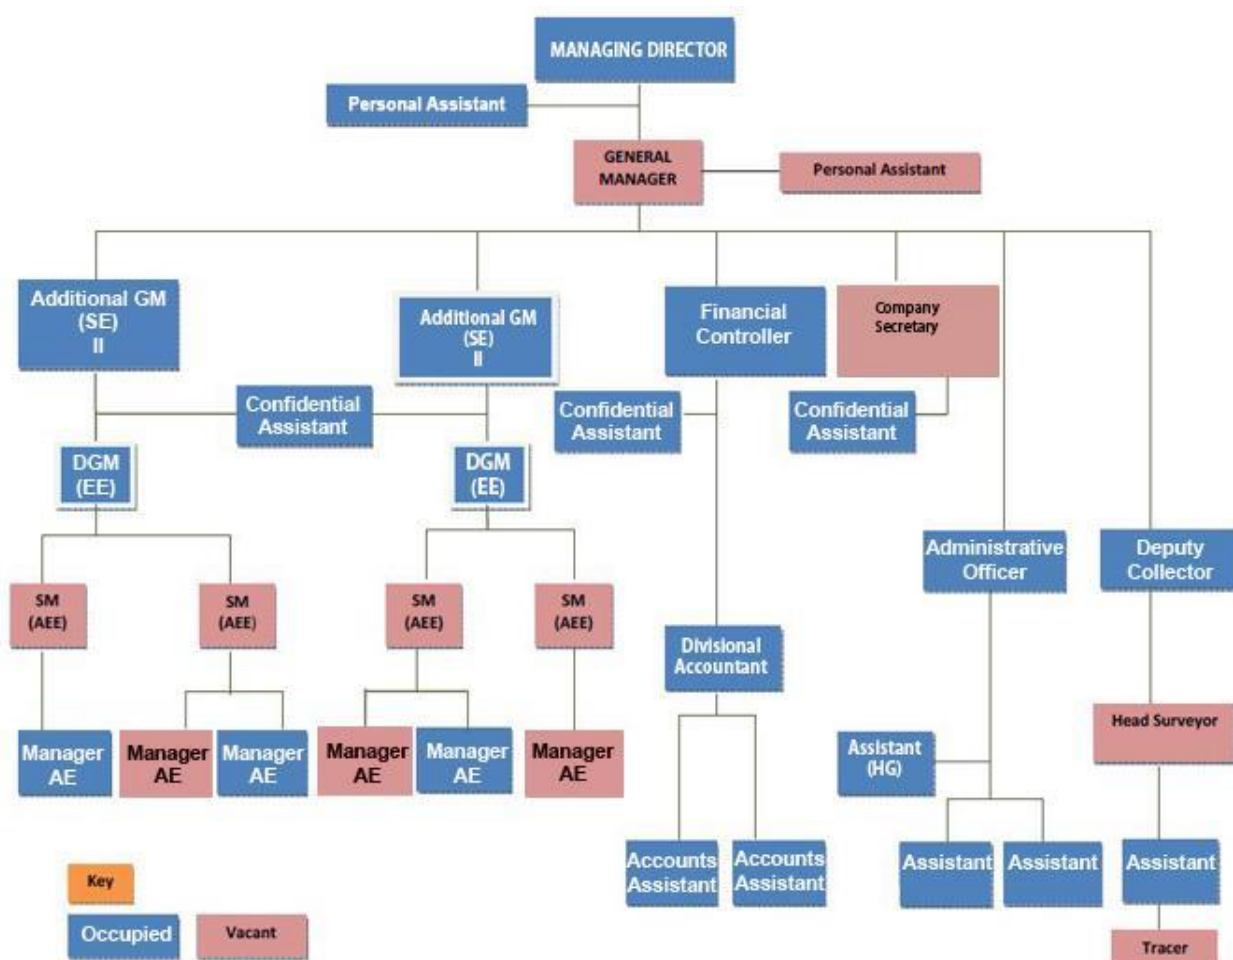 MANAGING DIRECTOR
Personal Assistant
GENERAL
MANAGER
Personal Assistant
Additional GM
(SE)
II
Additional GM
(SE)
II
Financial
Controller
Company
Secretary
Confidential
Assistant
Confidential
Assistant
Confidential
Assistant
DGM
(EE)
DGM
(EE)
Administrative
Officer
Deputy
Collector
SM
(AEE)
SM
(AEE)
SM
(AEE)
SM
(AEE)
Divisional
Accountant
Manager
AE
Manager
AE
Manager
AE
Manager
AE
Manager
AE
Manager
AE
Head Surveyor
Assistant
(HG)
Accounts
Assistant
Accounts
Assistant
Assistant
Assistant
Assistant
Tracer
Key
Occupied
Vacant